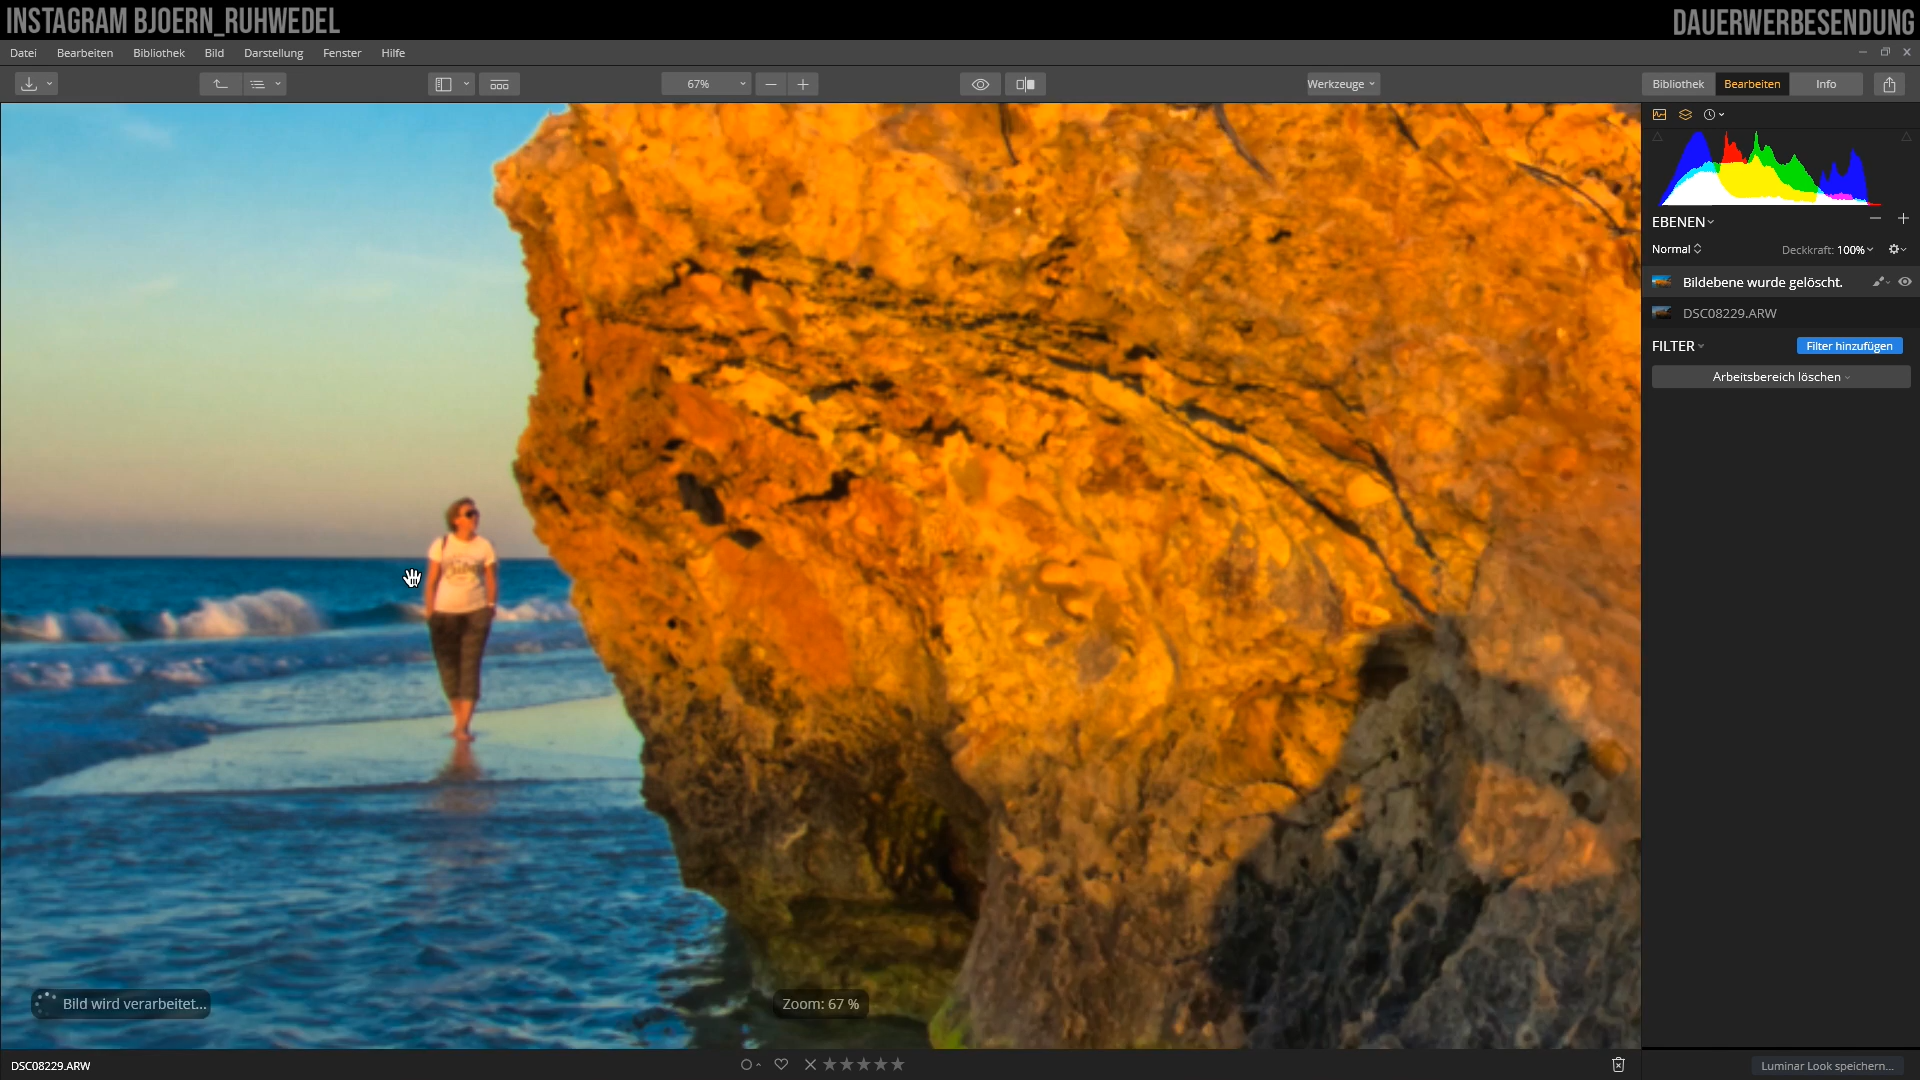 INSTAGRAM BJOERN_RUHWEDEL
DAUERWERBESENDUNG
Datei Bearbeiten Bibliothek Bild Darstellung Fenster Hilfe
67%
Werkzeuge
Bibliothek Bearbeiten Info
EBENEN
Normal Deckkraft: 100%
Bildebene wurde gelöscht.
DSC08229.ARW
FILTER Filter hinzufügen
Arbeitsbereich löschen
Bild wird verarbeitet...
Zoom: 67 %
DSC08229.ARW
Luminar Look speichern...